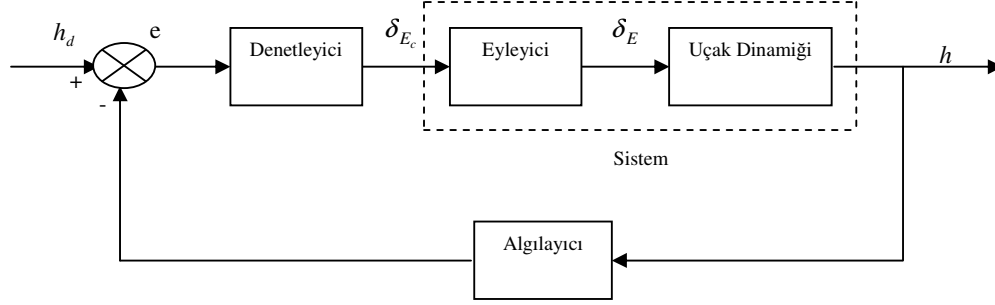 h_d
e
+
-
Denetleyici
δ_{E_c}
Eyleyici
δ_E
Uçak Dinamiği
h
Sistem
Algılayıcı